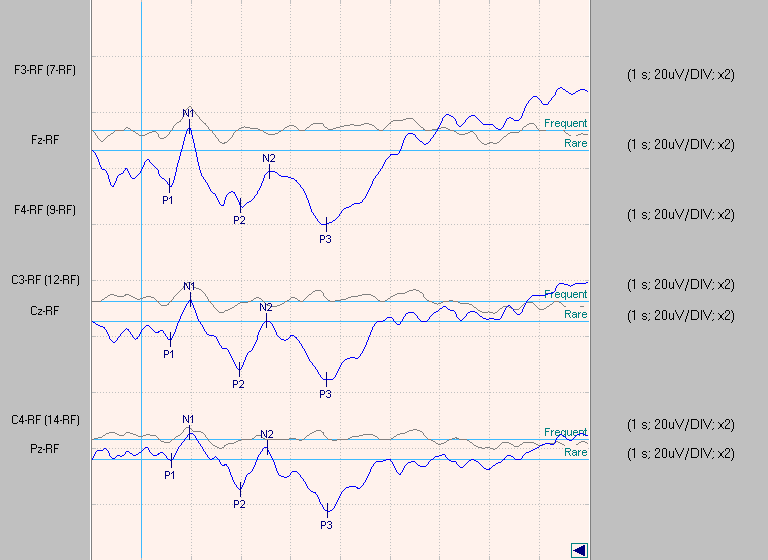 F3-RF (7-RF) (1 s; 20uV/DIV; x2)
N1
Frequent
Fz-RF Rare (1 s; 20uV/DIV; x2)
N2
P1
F4-RF (9-RF) P2 (1 s; 20uV/DIV; x2)
P3
C3-RF (12-RF) N1 (1 s; 20uV/DIV; x2)
Frequent
Cz-RF N2 Rare (1 s; 20uV/DIV; x2)
P1
P2
P3
C4-RF (14-RF) N1 (1 s; 20uV/DIV; x2)
N2 Frequent
Pz-RF Rare (1 s; 20uV/DIV; x2)
P1
P2
P3